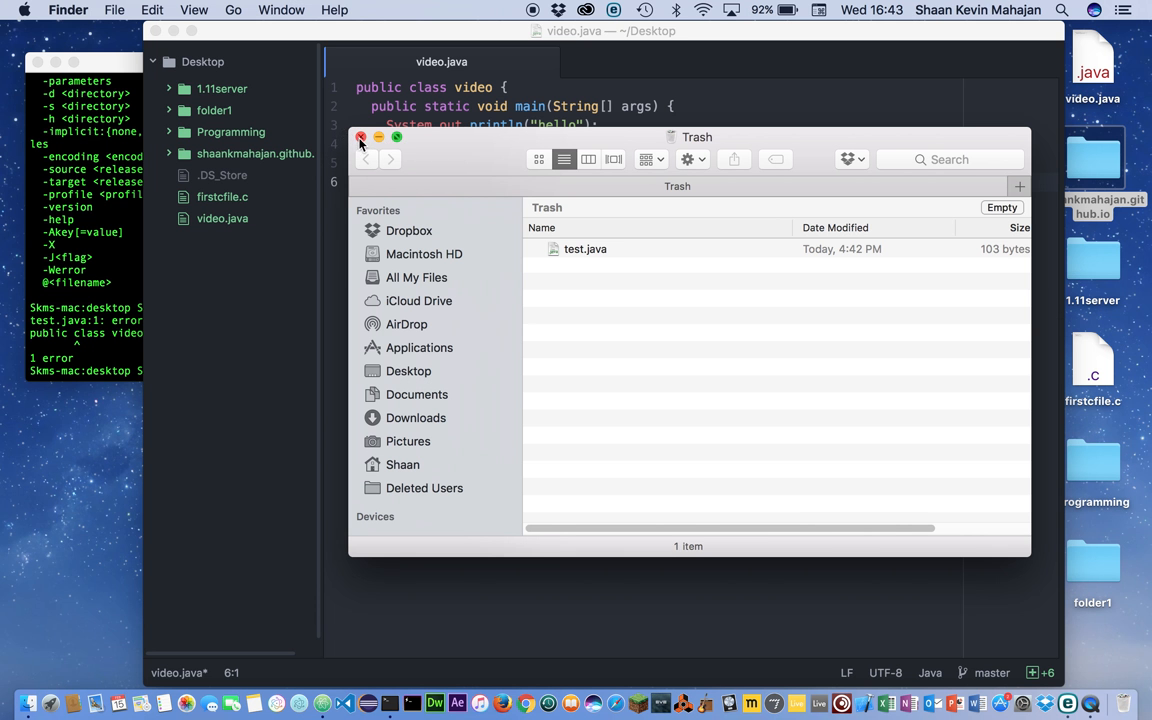 Finder File Edit View Go Window Help
92% Wed 16:43 Shaan Kevin Mahajan
video.java — ~/Desktop
-parameters
-d <directory>
-s <directory>
-h <directory>
-implicit:{none,
les
-encoding <encod
-source <release
-target <release
-profile <profil
-version
-help
-Akey[=value]
-X
-J<flag>
-Werror
@<filename>
Skms-mac:desktop S
test.java:1: error
public class video
^
1 error
Skms-mac:desktop S
Desktop
1.11server
folder1
Programming
shaankmahajan.github.
.DS_Store
firstcfile.c
video.java
video.java
1 public class video {
2 public static void main(String[] args) {
3 System.out.println("hello");
4
5
6
Trash
Search
Trash
Favorites
Dropbox
Macintosh HD
All My Files
iCloud Drive
AirDrop
Applications
Desktop
Documents
Downloads
Pictures
Shaan
Deleted Users
Devices
Trash Empty
Name Date Modified Size
test.java Today, 4:42 PM 103 bytes
1 item
.java
video.java
ankmahajan.git
hub.io
1.11server
.C
firstcfile.c
rogramming
folder1
video.java* 6:1 LF UTF-8 Java master +6